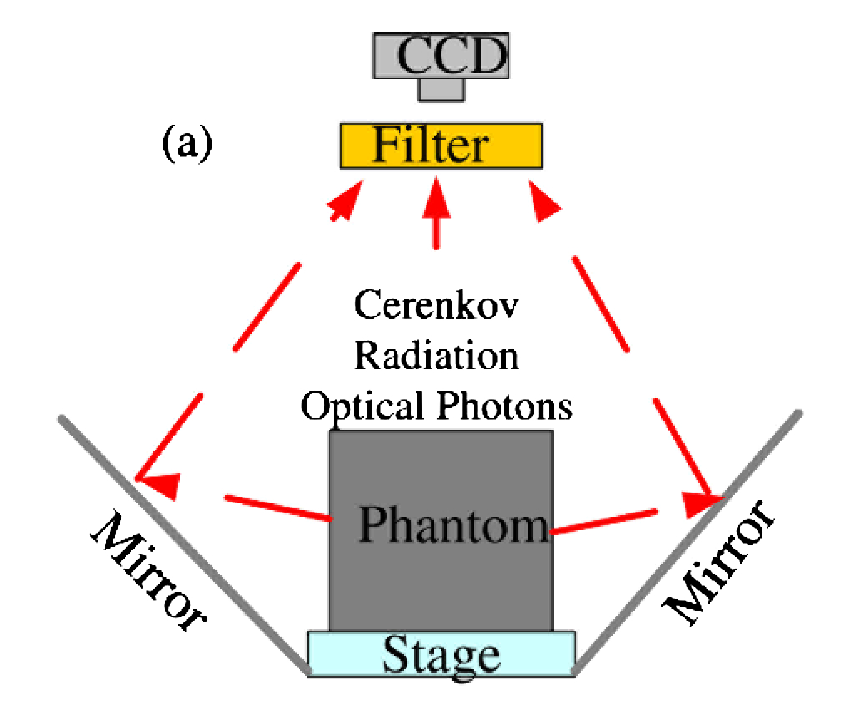 CCD
(a)
Filter
Cerenkov
Radiation
Optical Photons
Phantom
Mirror
Mirror
Stage